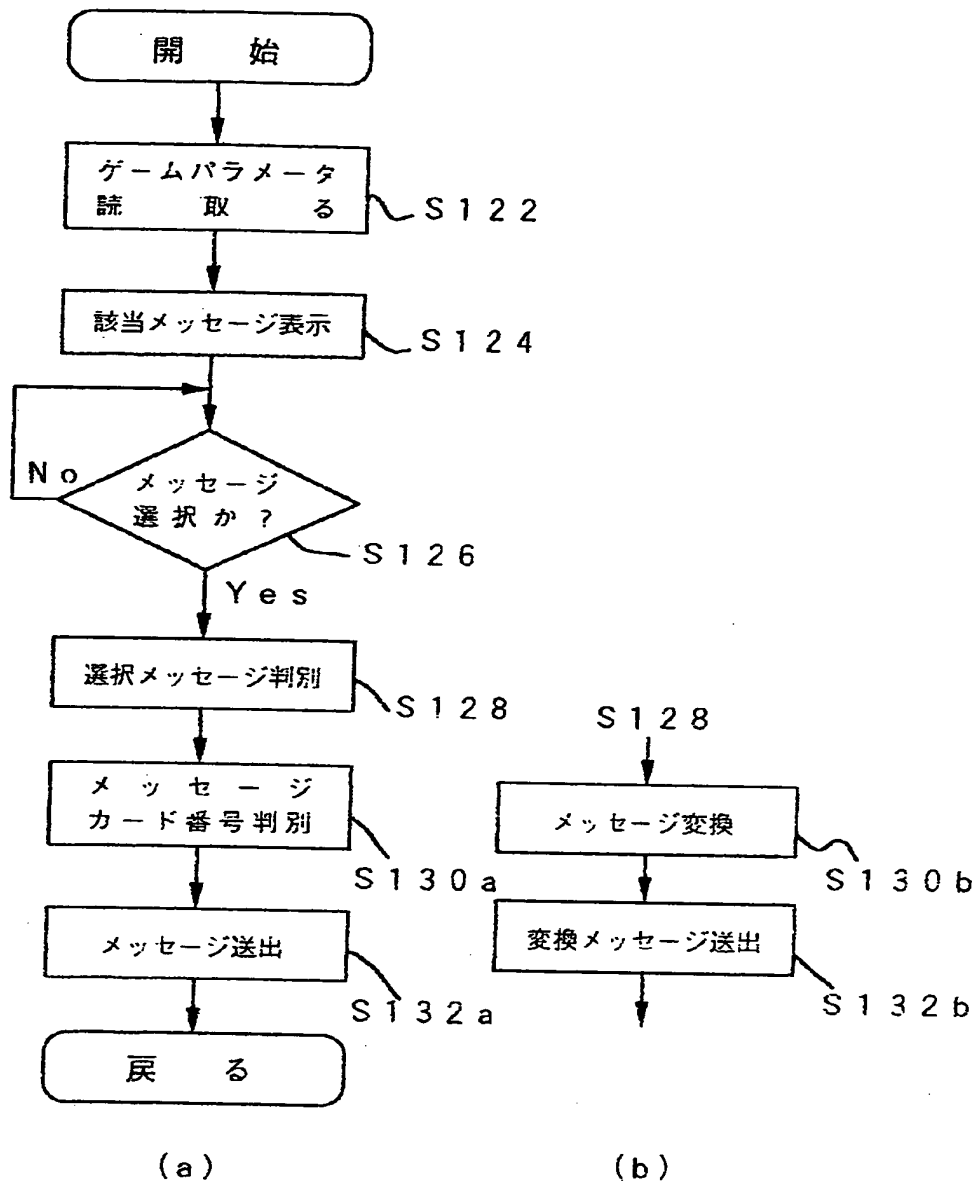 開始
ゲームパラメータ
読取る
S122
該当メッセージ表示
S124
No
メッセージ
選択か?
S126
Yes
選択メッセージ判別
S128
メッセージ
カード番号判別
S130a
メッセージ送出
S132a
戻る
(a)
S128
メッセージ変換
S130b
変換メッセージ送出
S132b
(b)